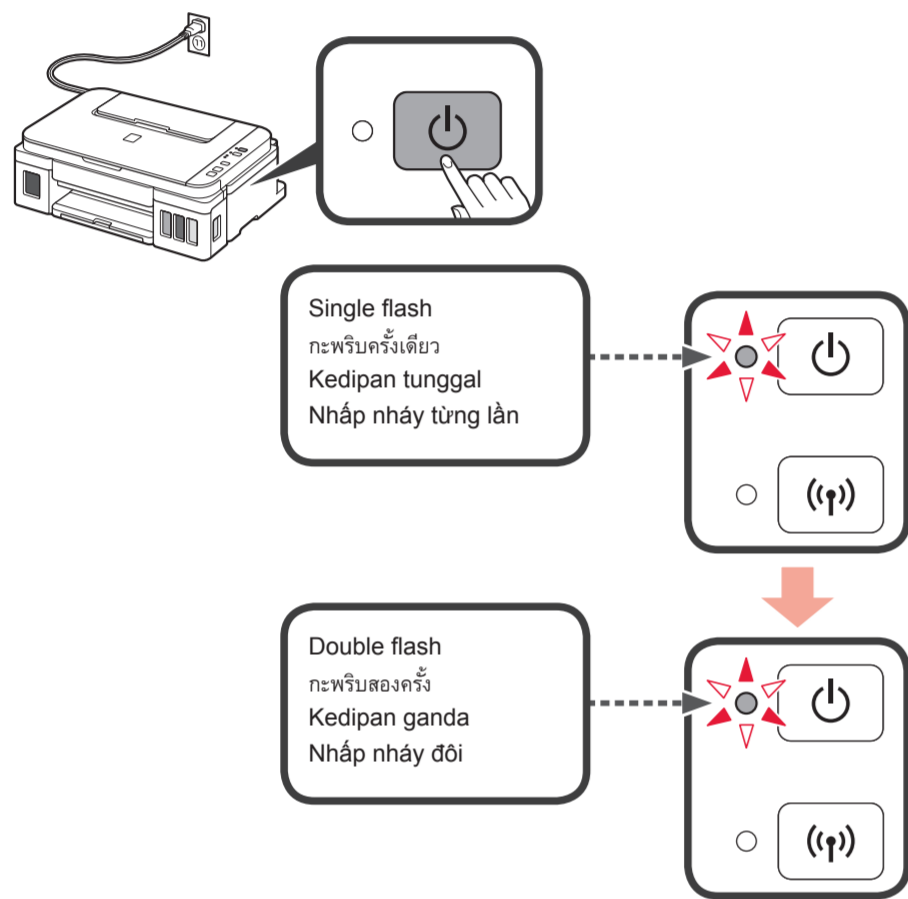 Single flash
กะพริบครั้งเดียว
Kedipan tunggal
Nhấp nháy từng lần
Double flash
กะพริบสองครั้ง
Kedipan ganda
Nhấp nháy đôi